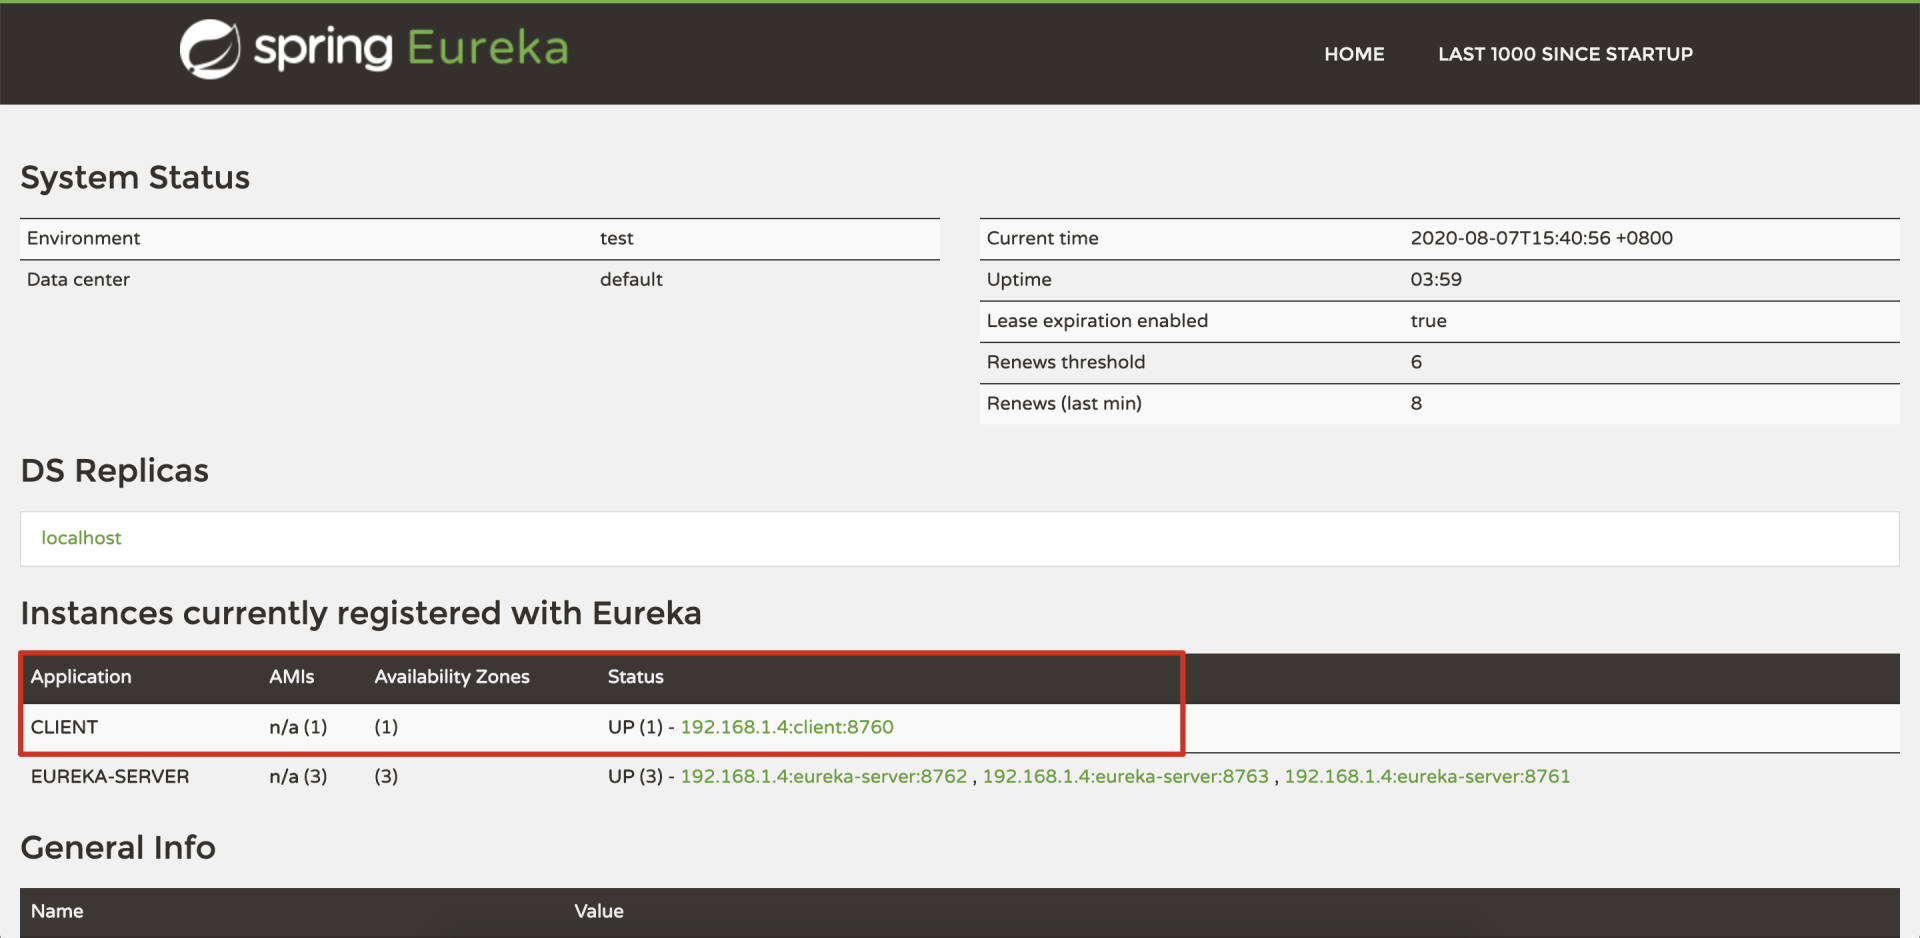 spring Eureka
HOME LAST 1000 SINCE STARTUP
System Status
Environment test
Data center default
Current time 2020-08-07T15:40:56 +0800
Uptime 03:59
Lease expiration enabled true
Renews threshold 6
Renews (last min) 8
DS Replicas
localhost
Instances currently registered with Eureka
Application AMIs Availability Zones Status
CLIENT n/a (1) (1) UP (1) - 192.168.1.4:client:8760
EUREKA-SERVER n/a (3) (3) UP (3) - 192.168.1.4:eureka-server:8762 , 192.168.1.4:eureka-server:8763 , 192.168.1.4:eureka-server:8761
General Info
Name Value